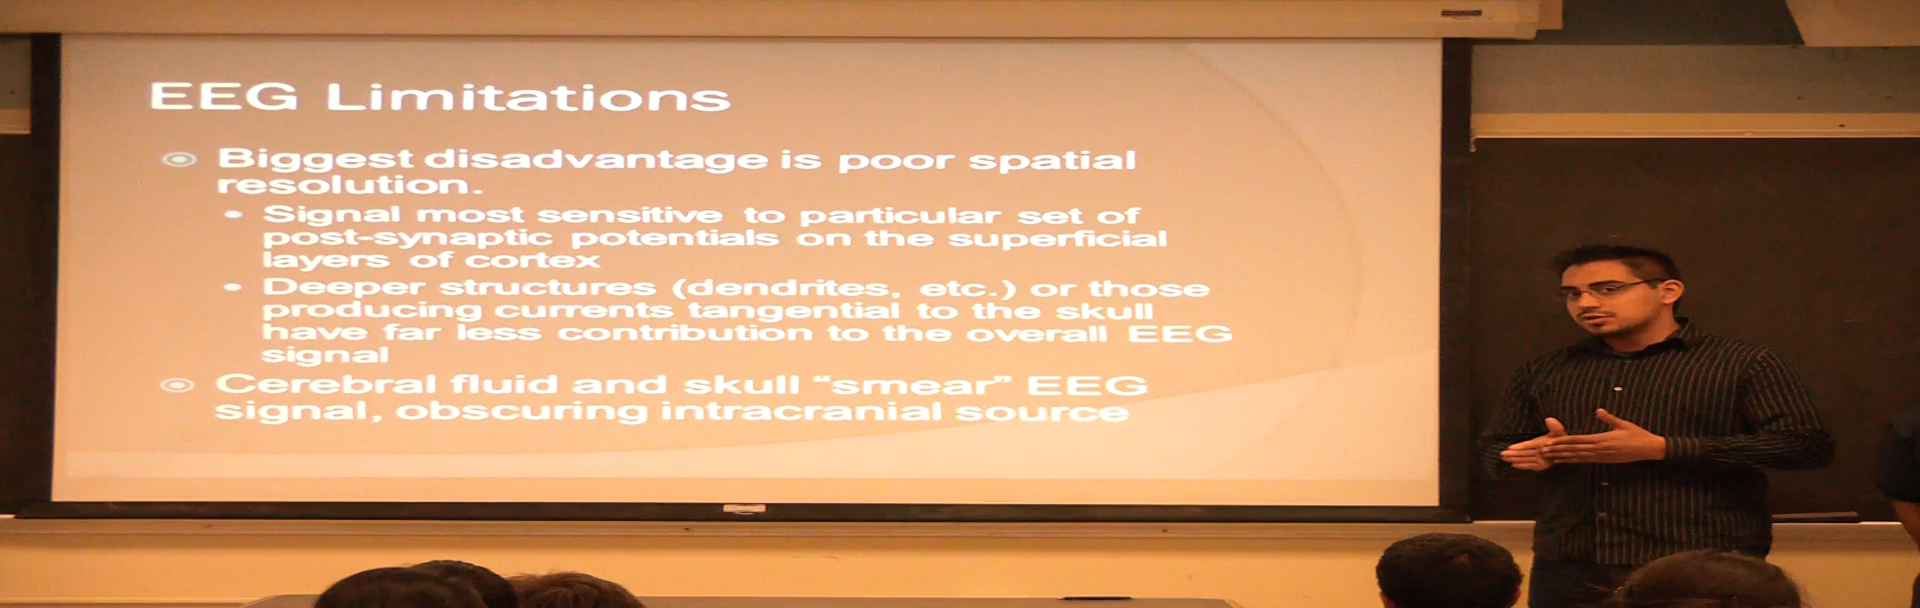 EEG Limitations
Biggest disadvantage is poor spatial
resolution.
Signal most sensitive to particular set of
post-synaptic potentials on the superficial
layers of cortex
Deeper structures (dendrites, etc.) or those
producing currents tangential to the skull
have far less contribution to the overall EEG
signal
Cerebral fluid and skull “smear” EEG
signal, obscuring intracranial source